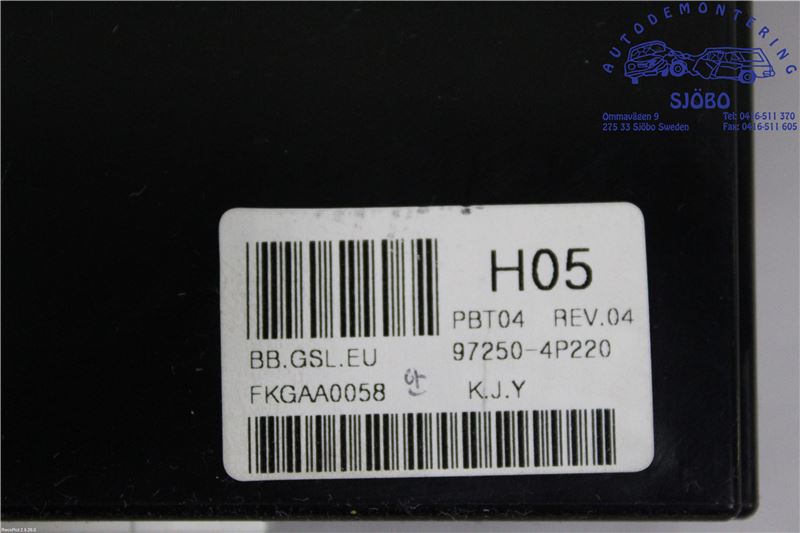 AUTODEMONTERING
SJÖBO
Ommavägen 9
275 33 Sjöbo Sweden
Tel: 0416-511 370
Fax: 0416-511 605
H05
PBT04 REV.04
BB.GSL.EU
97250-4P220
FKGAA0058
안
K.J.Y